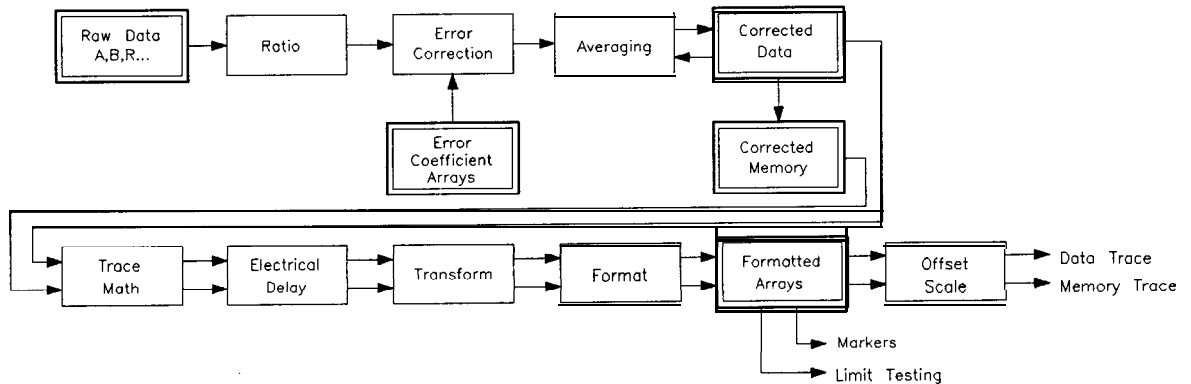 Raw Data
A,B,R...
Ratio
Error
Correction
Averaging
Corrected
Data
Error
Coefficient
Arrays
Corrected
Memory
Trace
Math
Electrical
Delay
Transform
Format
Formatted
Arrays
Offset
Scale
Data Trace
Memory Trace
Markers
Limit Testing